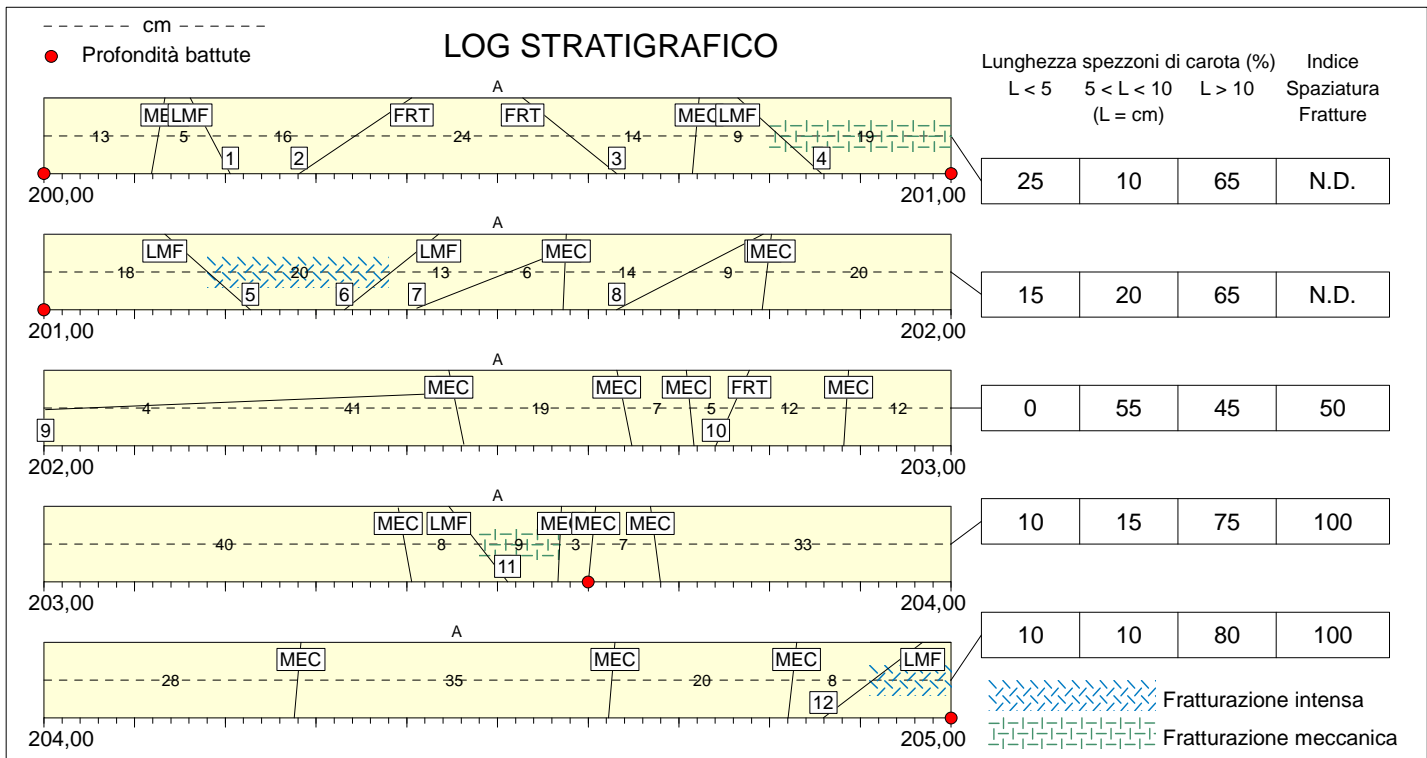 cm
Profondità battute
LOG STRATIGRAFICO
Lunghezza spezzoni di carota (%) Indice
L < 5 5 < L < 10 L > 10 Spaziatura
(L = cm) Fratture
A
MEC LMF FRT FRT MEC LMF
13 5 16 24 14 9 19
1 2 3 4
200,00 201,00
25 10 65 N.D.
A
LMF LMF MEC MEC
18 20 13 6 14 9 20
5 6 7 8
201,00 202,00
15 20 65 N.D.
A
MEC MEC MEC FRT MEC
4 41 19 7 5 12 12
9 10
202,00 203,00
0 55 45 50
A
MEC LMF MEC MEC MEC
40 8 9 3 7 33
11
203,00 204,00
10 15 75 100
A
MEC MEC MEC LMF
28 35 20 8
12
204,00 205,00
10 10 80 100
Fratturazione intensa
Fratturazione meccanica